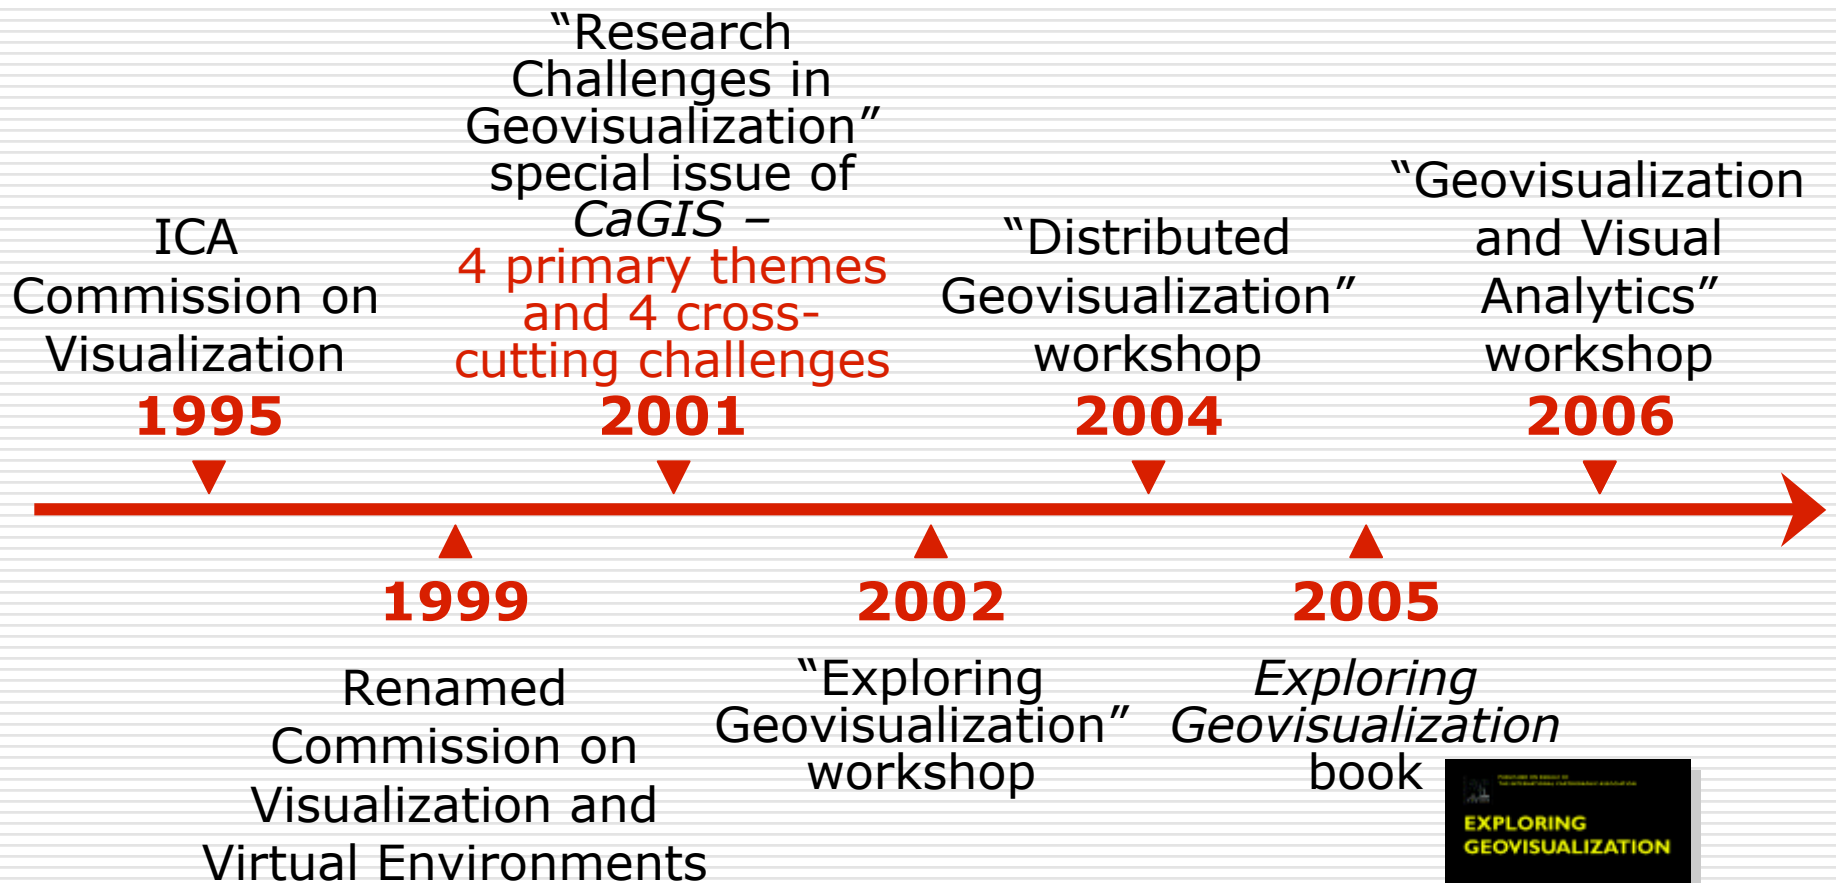 ICA
Commission on
Visualization
1995
“Research
Challenges in
Geovisualization”
special issue of
CaGIS –
4 primary themes
and 4 cross-
cutting challenges
2001
“Distributed
Geovisualization”
workshop
2004
“Geovisualization
and Visual
Analytics”
workshop
2006
1999
Renamed
Commission on
Visualization and
Virtual Environments
2002
“Exploring
Geovisualization”
workshop
2005
Exploring
Geovisualization
book
EXPLORING
GEOVISUALIZATION